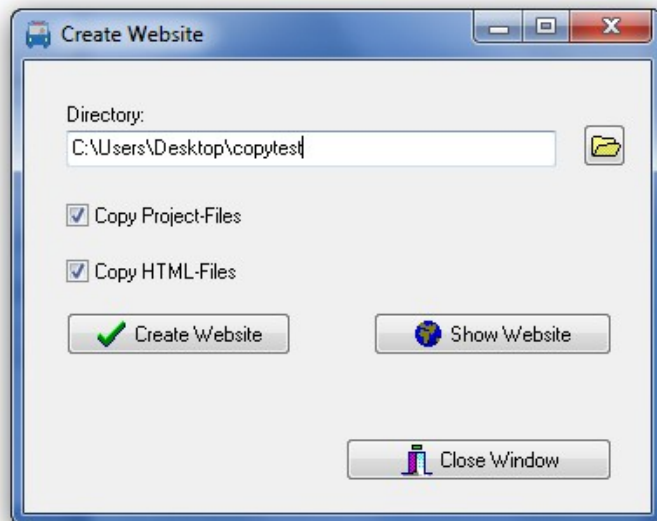 Create Website
Directory:
C:\Users\Desktop\copytest
Copy Project-Files
Copy HTML-Files
Create Website
Show Website
Close Window